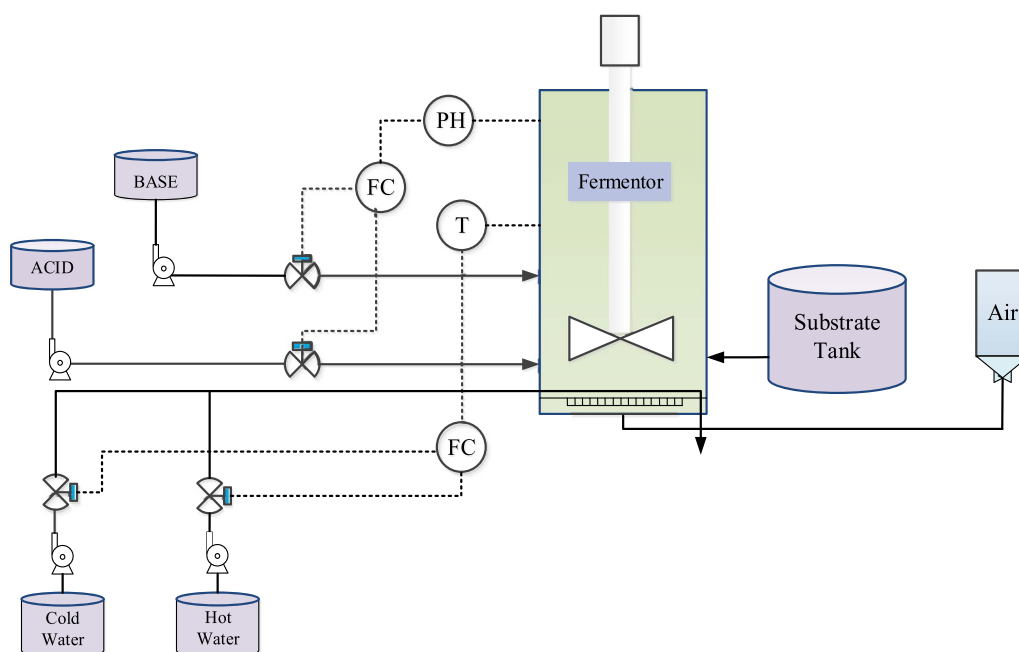 PH
BASE
FC
Fermentor
T
ACID
Substrate
Tank
Air
FC
Cold
Water
Hot
Water